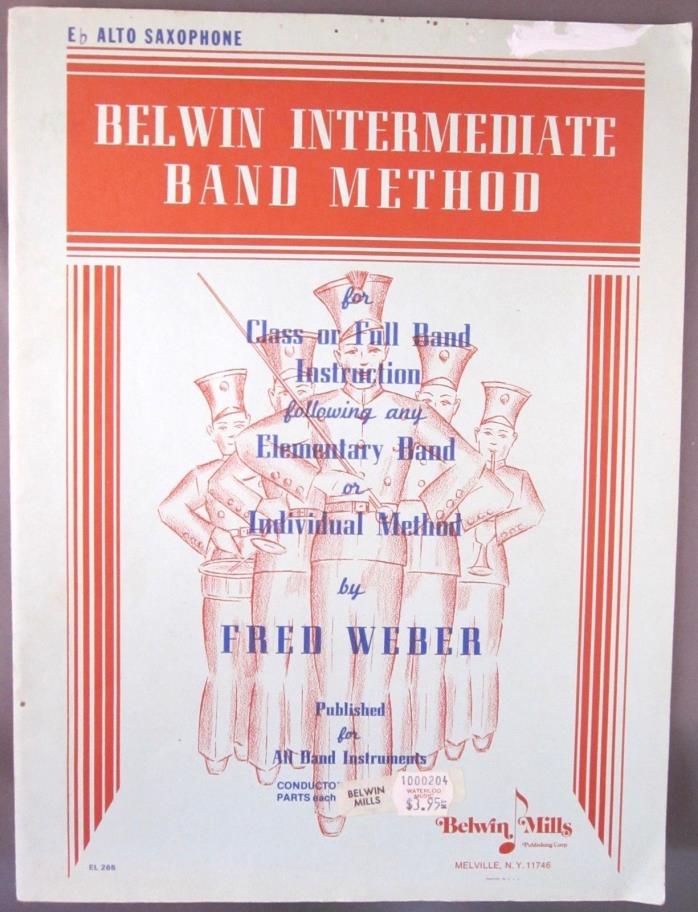 Eb ALTO SAXOPHONE
BELWIN INTERMEDIATE
BAND METHOD
for
Class or Full Band
Instruction
following any
Elementary Band
or
Individual Method
by
FRED WEBER
Published
for
All Band Instruments
CONDUCTO
PARTS each
BELWIN
MILLS
1000204
WATERLOO
MUSIC
$3.95
Belwin Mills
Publishing Corp
MELVILLE, N.Y. 11746
EL 265